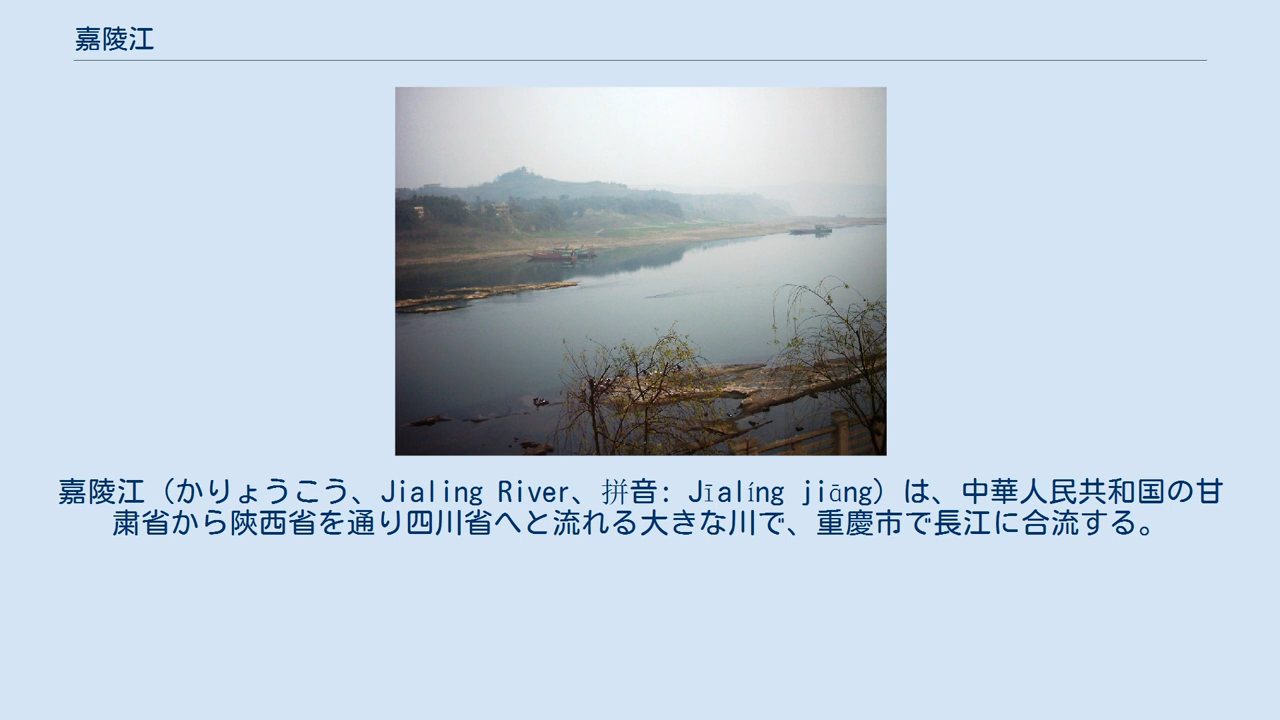 嘉陵江
嘉陵江（かりょうこう、Jialing River、拼音: Jīalíng jiāng）は、中華人民共和国の甘
粛省から陝西省を通り四川省へと流れる大きな川で、重慶市で長江に合流する。